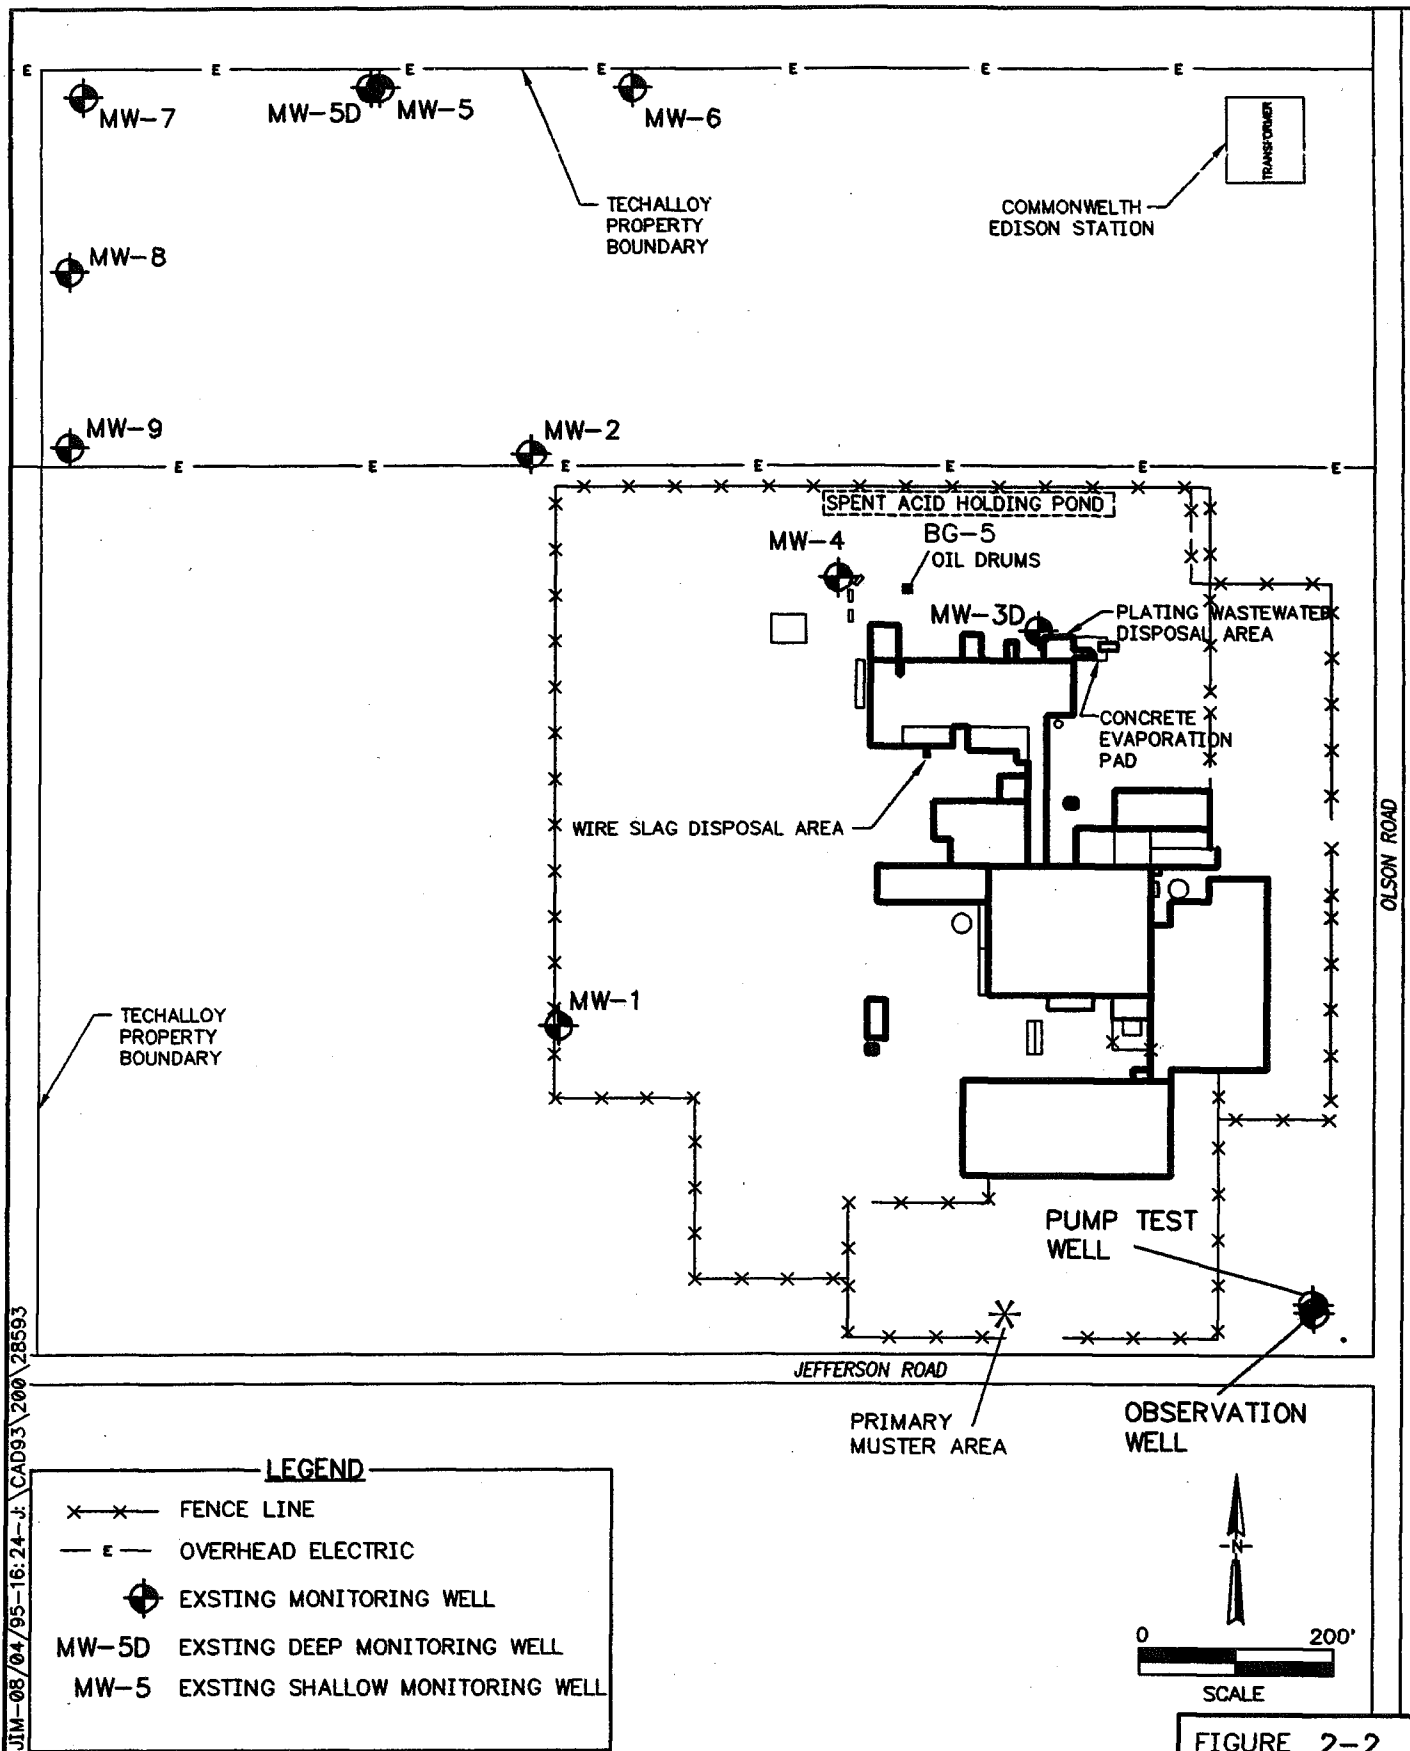 E E E E E E E
MW-7
MW-5D
MW-5
MW-6
TRANSFORMER
TECHALLOY
PROPERTY
BOUNDARY
COMMONWELTH
EDISON STATION
MW-8
MW-9
MW-2
E E E E E E E
SPENT ACID HOLDING POND
MW-4
BG-5
OIL DRUMS
MW-3D
PLATING WASTEWATER
DISPOSAL AREA
CONCRETE
EVAPORATION
PAD
WIRE SLAG DISPOSAL AREA
OLSON ROAD
MW-1
TECHALLOY
PROPERTY
BOUNDARY
PUMP TEST
WELL
JEFFERSON ROAD
PRIMARY
MUSTER AREA
OBSERVATION
WELL
LEGEND
FENCE LINE
E OVERHEAD ELECTRIC
EXSTING MONITORING WELL
MW-5D EXSTING DEEP MONITORING WELL
MW-5 EXSTING SHALLOW MONITORING WELL
N
0 200'
SCALE
FIGURE 2-2
JIM-08/04/95-16:24-J:\CAD93\200\28593